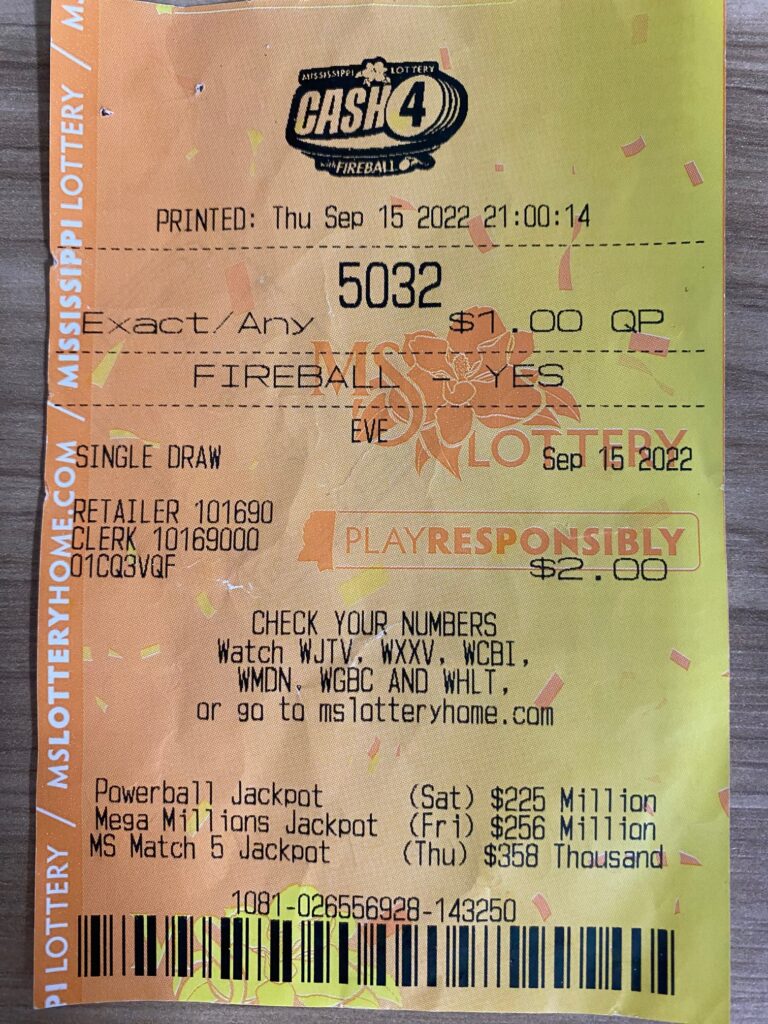 MISSISSIPPI LOTTERY
CASH 4
with FIREBALL
PRINTED: Thu Sep 15 2022 21:00:14
5032
Exact/Any $1.00 QP
FIREBALL - YES
EVE
SINGLE DRAW Sep 15 2022
MS LOTTERY
RETAILER 101690
CLERK 10169000
01CQ3VQF $2.00
PLAY RESPONSIBLY
CHECK YOUR NUMBERS
Watch WJTV, WXXV, WCBI,
WMDN, WGBC AND WHLT,
or go to mslotteryhome.com
Powerball Jackpot (Sat) $225 Million
Mega Millions Jackpot (Fri) $256 Million
MS Match 5 Jackpot (Thu) $358 Thousand
1081-026556928-143250
PI LOTTERY / MSLOTTERYHOME.COM / MISSISSIPPI LOTTERY / M